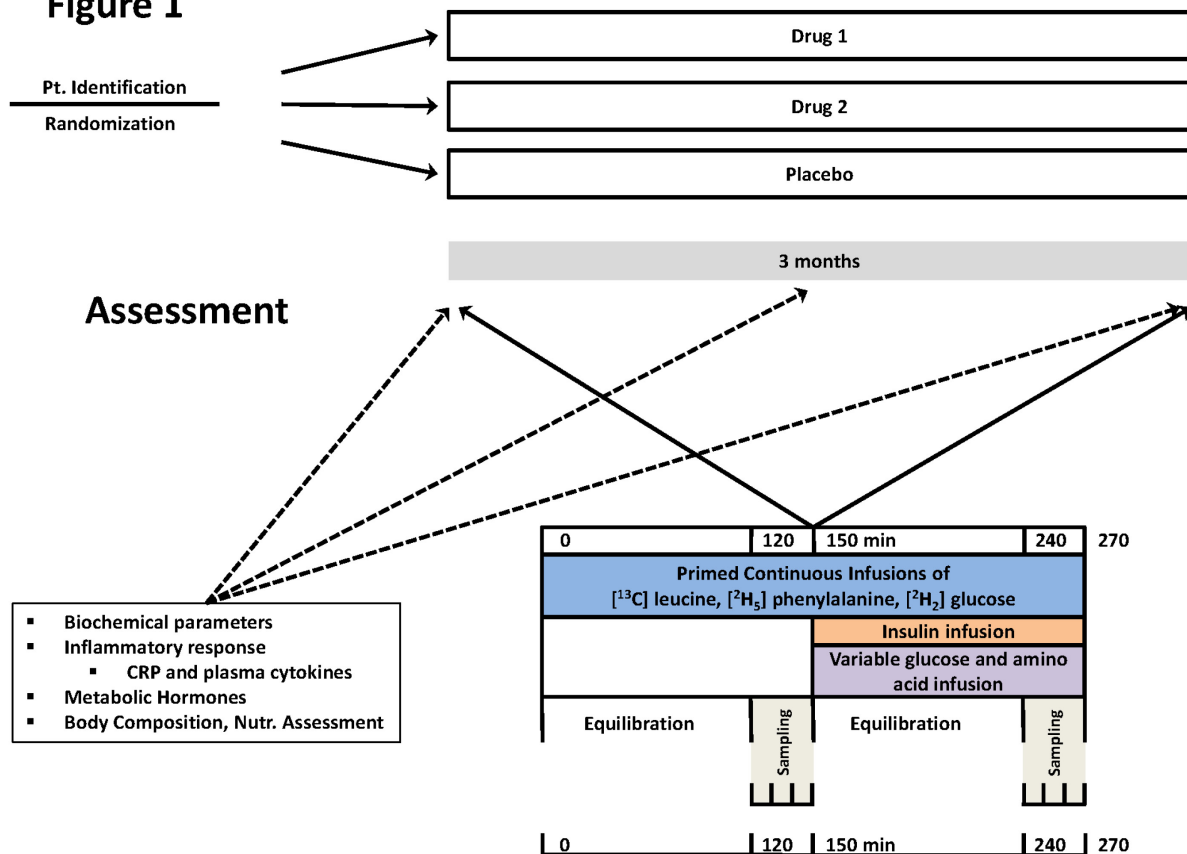 Figure 1
Drug 1
Pt. Identification
Drug 2
Randomization
Placebo
3 months
Assessment
0 120 150 min 240 270
Primed Continuous Infusions of
[¹³C] leucine, [²H₅] phenylalanine, [²H₂] glucose
▪ Biochemical parameters
▪ Inflammatory response
▪ CRP and plasma cytokines
▪ Metabolic Hormones
▪ Body Composition, Nutr. Assessment
Insulin infusion
Variable glucose and amino
acid infusion
Equilibration
Sampling
Equilibration
Sampling
0 120 150 min 240 270